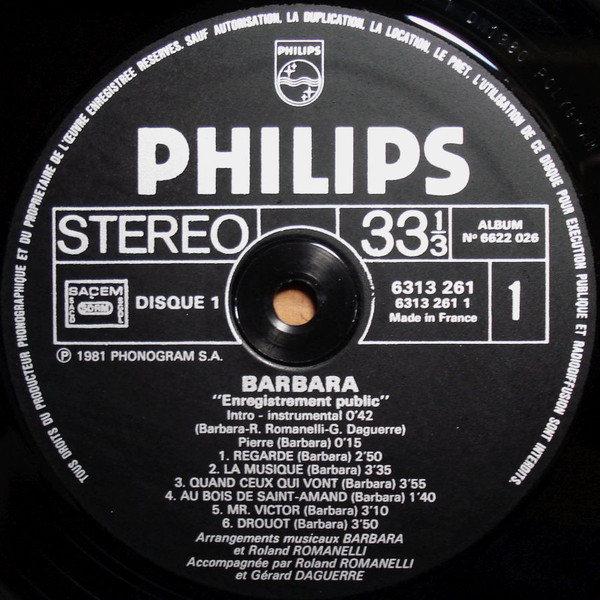 TOUS DROITS DU PRODUCTEUR PHONOGRAPHIQUE ET DU PROPRIETAIRE DE L'ŒUVRE ENREGISTREE RESERVES. SAUF AUTORISATION, LA DUPLICATION, LA LOCATION, LE PRET, L'UTILISATION DE CE DISQUE POUR EXECUTION PUBLIQUE ET RADIODIFFUSION SONT INTERDITS.
PHILIPS
PHILIPS
STEREO
33 1/3
ALBUM
Nº 6622 026
SACEM
SACD
SDRM
SGDL
DISQUE 1
6313 261
6313 261 1
Made in France
1
℗ 1981 PHONOGRAM S.A.
BARBARA
"Enregistrement public"
Intro - instrumental 0'42
(Barbara-R. Romanelli-G. Daguerre)
Pierre (Barbara) 0'15
1. REGARDE (Barbara) 2'50
2. LA MUSIQUE (Barbara) 3'35
3. QUAND CEUX QUI VONT (Barbara) 3'55
4. AU BOIS DE SAINT-AMAND (Barbara) 1'40
5. MR. VICTOR (Barbara) 3'10
6. DROUOT (Barbara) 3'50
Arrangements musicaux BARBARA
et Roland ROMANELLI
Accompagnée par Roland ROMANELLI
et Gérard DAGUERRE